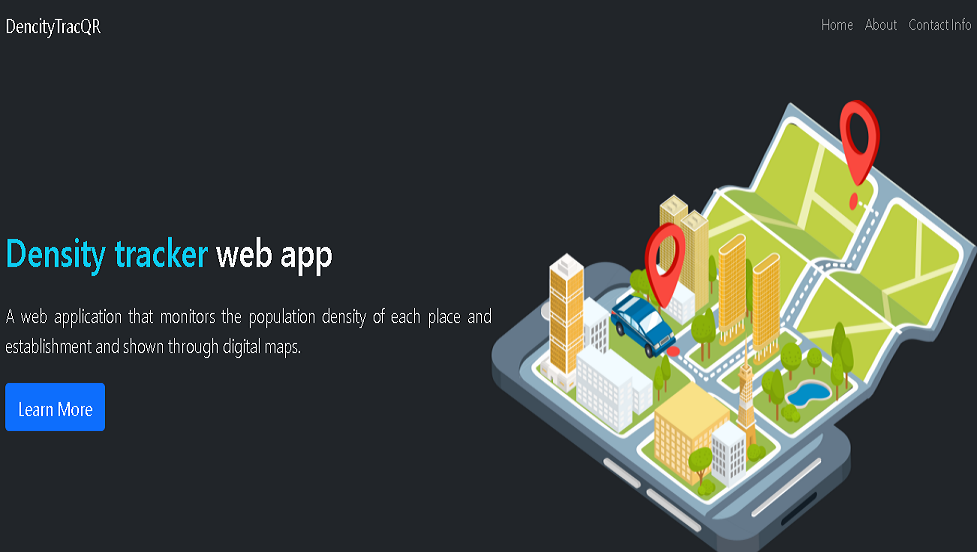 DencityTracQR
Home About Contact Info
Density tracker web app
A web application that monitors the population density of each place and
establishment and shown through digital maps.
Learn More